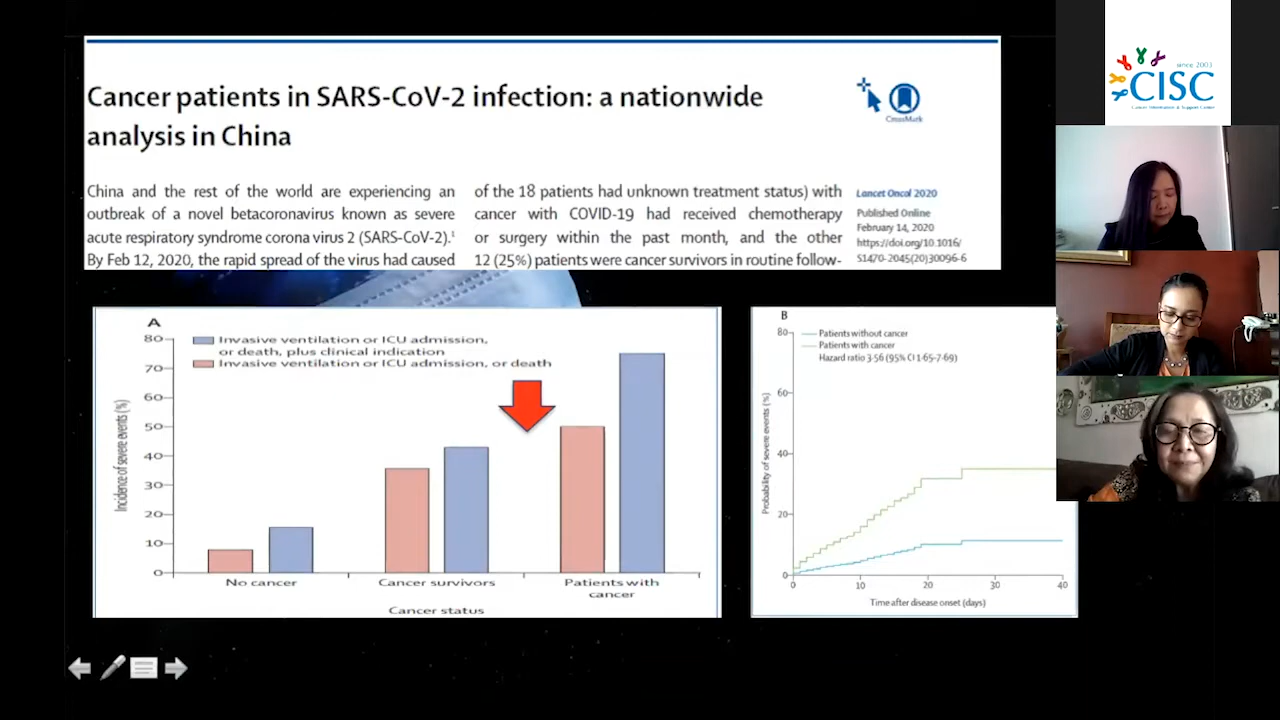 Cancer patients in SARS-CoV-2 infection: a nationwide
analysis in China
CrossMark
China and the rest of the world are experiencing an
outbreak of a novel betacoronavirus known as severe
acute respiratory syndrome corona virus 2 (SARS-CoV-2).¹
By Feb 12, 2020, the rapid spread of the virus had caused
of the 18 patients had unknown treatment status) with
cancer with COVID-19 had received chemotherapy
or surgery within the past month, and the other
12 (25%) patients were cancer survivors in routine follow-
Lancet Oncol 2020
Published Online
February 14, 2020
https://doi.org/10.1016/
S1470-2045(20)30096-6
A
Invasive ventilation or ICU admission,
or death, plus clinical indication
Invasive ventilation or ICU admission, or death
Incidence of severe events (%)
80
70
60
50
40
30
20
10
0
No cancer
Cancer survivors
Patients with
cancer
Cancer status
B
Patients without cancer
Patients with cancer
Hazard ratio 3·56 (95% CI 1·65-7·69)
Probability of severe events (%)
80
60
40
20
0
0
10
20
30
40
Time after disease onset (days)
since 2003
CISC
Cancer Information & Support Center